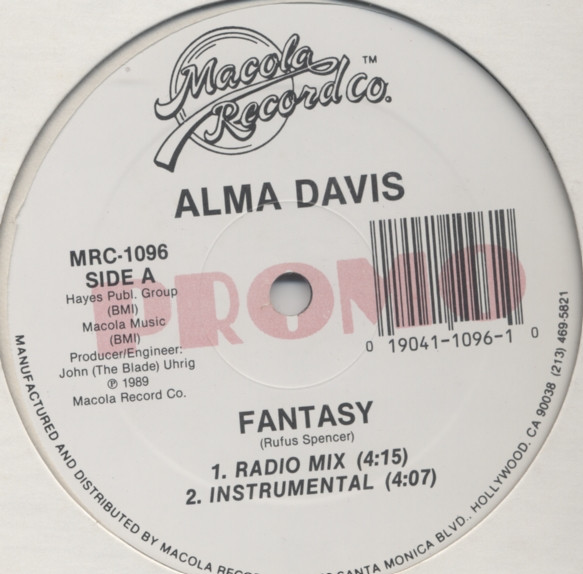 Macola™
Record Co.
ALMA DAVIS
MRC-1096
SIDE A
Hayes Publ. Group
(BMI)
Macola Music
(BMI)
Producer/Engineer:
John (The Blade) Uhrig
℗ 1989
Macola Record Co.
PROMO
0 19041-1096-1 0
FANTASY
(Rufus Spencer)
1. RADIO MIX (4:15)
2. INSTRUMENTAL (4:07)
MANUFACTURED AND DISTRIBUTED BY MACOLA SANTA MONICA BLVD., HOLLYWOOD, CA 90038 (213) 469-5821